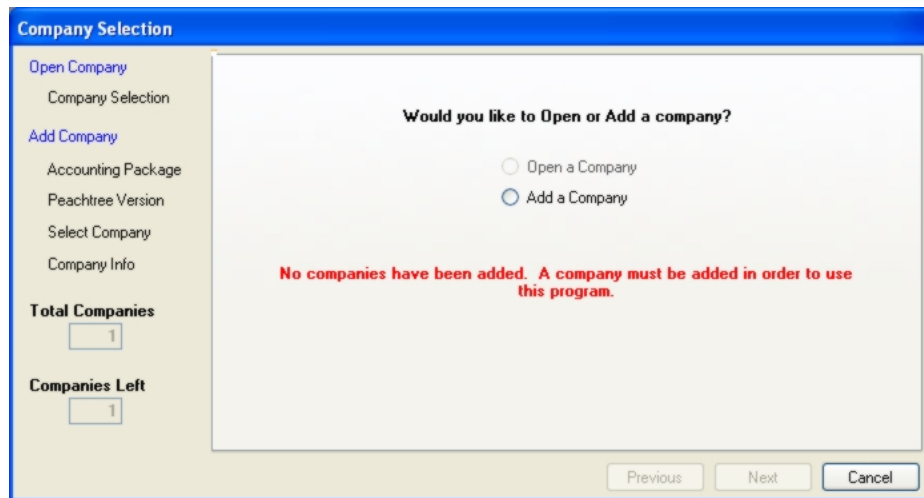 Company Selection
Open Company
Company Selection
Add Company
Accounting Package
Peachtree Version
Select Company
Company Info
Total Companies
1
Companies Left
1
Would you like to Open or Add a company?
Open a Company
Add a Company
No companies have been added.  A company must be added in order to use
this program.
Previous
Next
Cancel